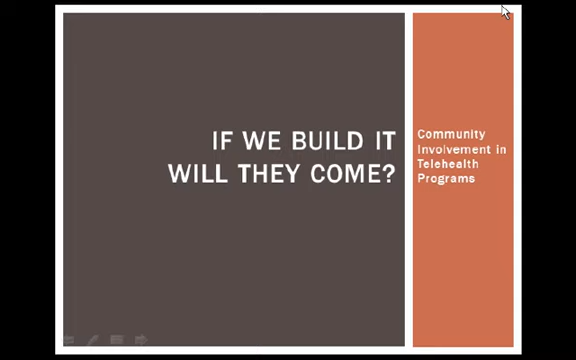 IF WE BUILD IT
WILL THEY COME?
Community
Involvement in
Telehealth
Programs